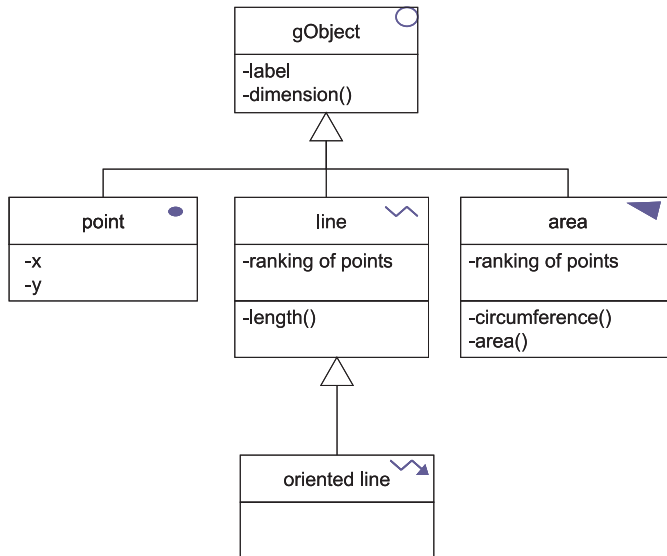 gObject
-label
-dimension()
point
-x
-y
line
-ranking of points
-length()
area
-ranking of points
-circumference()
-area()
oriented line